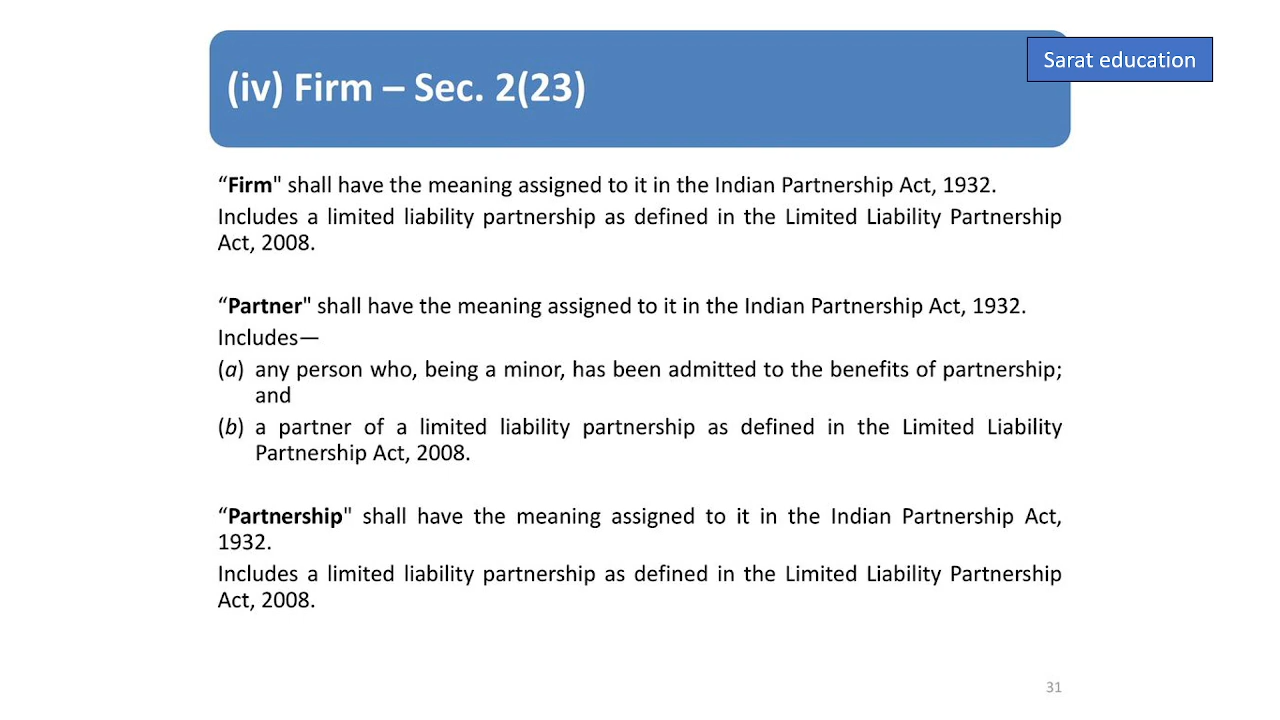 (iv) Firm – Sec. 2(23)
Sarat education
“Firm" shall have the meaning assigned to it in the Indian Partnership Act, 1932.
Includes a limited liability partnership as defined in the Limited Liability Partnership
Act, 2008.
“Partner" shall have the meaning assigned to it in the Indian Partnership Act, 1932.
Includes—
(a) any person who, being a minor, has been admitted to the benefits of partnership;
and
(b) a partner of a limited liability partnership as defined in the Limited Liability
Partnership Act, 2008.
“Partnership" shall have the meaning assigned to it in the Indian Partnership Act,
1932.
Includes a limited liability partnership as defined in the Limited Liability Partnership
Act, 2008.
31